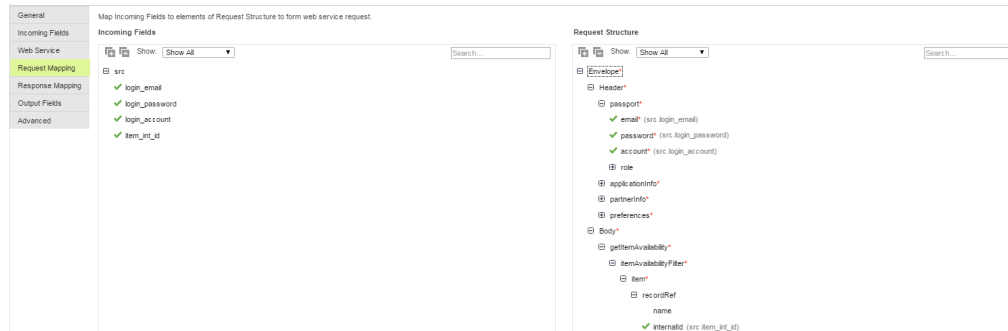 General
Incoming Fields
Web Service
Request Mapping
Response Mapping
Output Fields
Advanced
Map Incoming Fields to elements of Request Structure to form web service request.
Incoming Fields
Show: Show All
Search...
src
login_email
login_password
login_account
item_int_id
Request Structure
Show: Show All
Search...
Envelope*
Header*
passport*
email* (src.login_email)
password* (src.login_password)
account* (src.login_account)
role
applicationInfo*
partnerInfo*
preferences*
Body*
getItemAvailability*
itemAvailabilityFilter*
item*
recordRef
name
internalId (src.item_int_id)